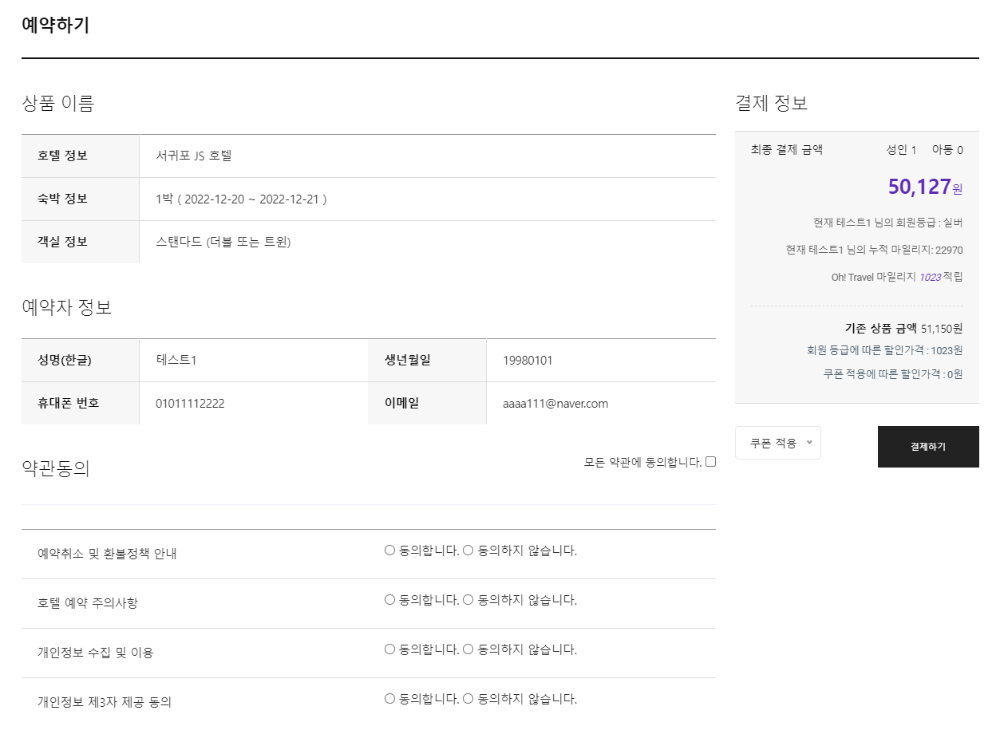 예약하기
상품 이름
호텔 정보 서귀포 JS 호텔
숙박 정보 1박 ( 2022-12-20 ~ 2022-12-21 )
객실 정보 스탠다드 (더블 또는 트윈)
예약자 정보
성명(한글) 테스트1 생년월일 19980101
휴대폰 번호 01011112222 이메일 aaaa111@naver.com
약관동의
모든 약관에 동의합니다.
예약취소 및 환불정책 안내 동의합니다. 동의하지 않습니다.
호텔 예약 주의사항 동의합니다. 동의하지 않습니다.
개인정보 수집 및 이용 동의합니다. 동의하지 않습니다.
개인정보 제3자 제공 동의 동의합니다. 동의하지 않습니다.
결제 정보
최종 결제 금액 성인 1 아동 0
50,127원
현재 테스트1 님의 회원등급 : 실버
현재 테스트1 님의 누적 마일리지: 22970
Oh! Travel 마일리지 1023 적립
기존 상품 금액 51,150원
회원 등급에 따른 할인가격 : 1023원
쿠폰 적용에 따른 할인가격 : 0원
쿠폰 적용 결제하기